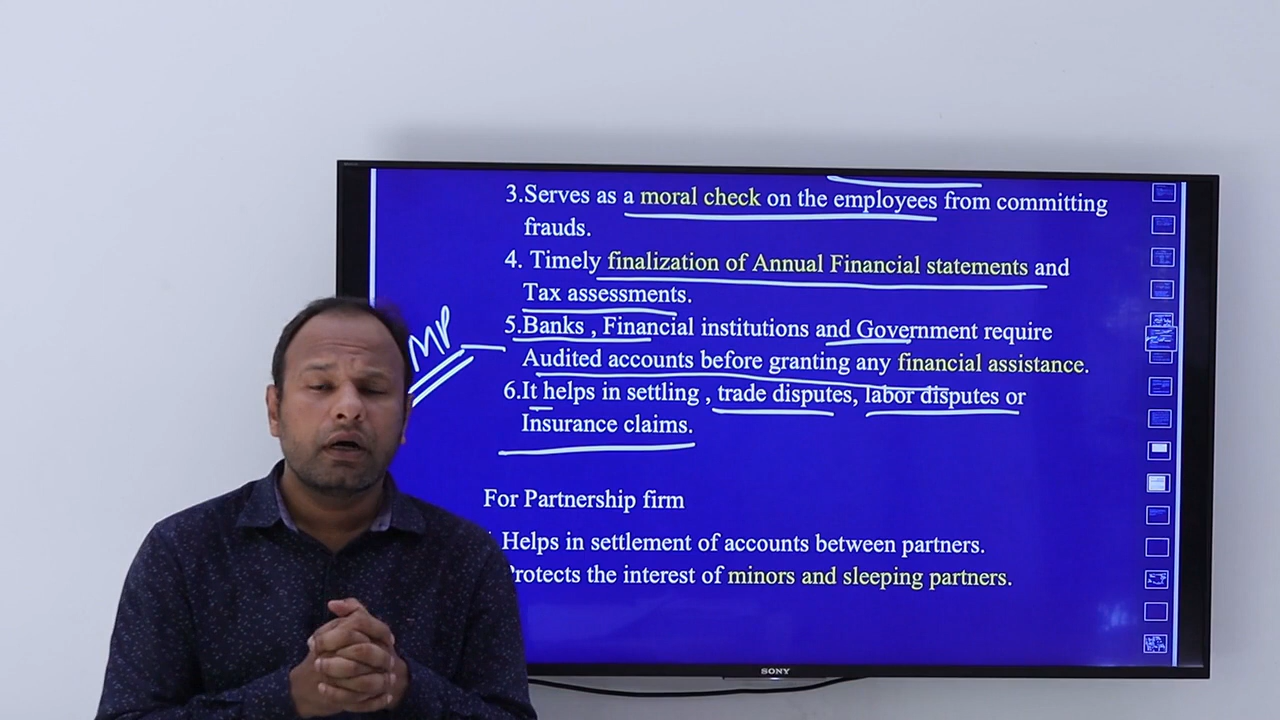 3.Serves as a moral check on the employees from committing
frauds.
4. Timely finalization of Annual Financial statements and
Tax assessments.
5.Banks , Financial institutions and Government require
Audited accounts before granting any financial assistance.
MP
6.It helps in settling , trade disputes, labor disputes or
Insurance claims.
For Partnership firm
Helps in settlement of accounts between partners.
Protects the interest of minors and sleeping partners.
SONY